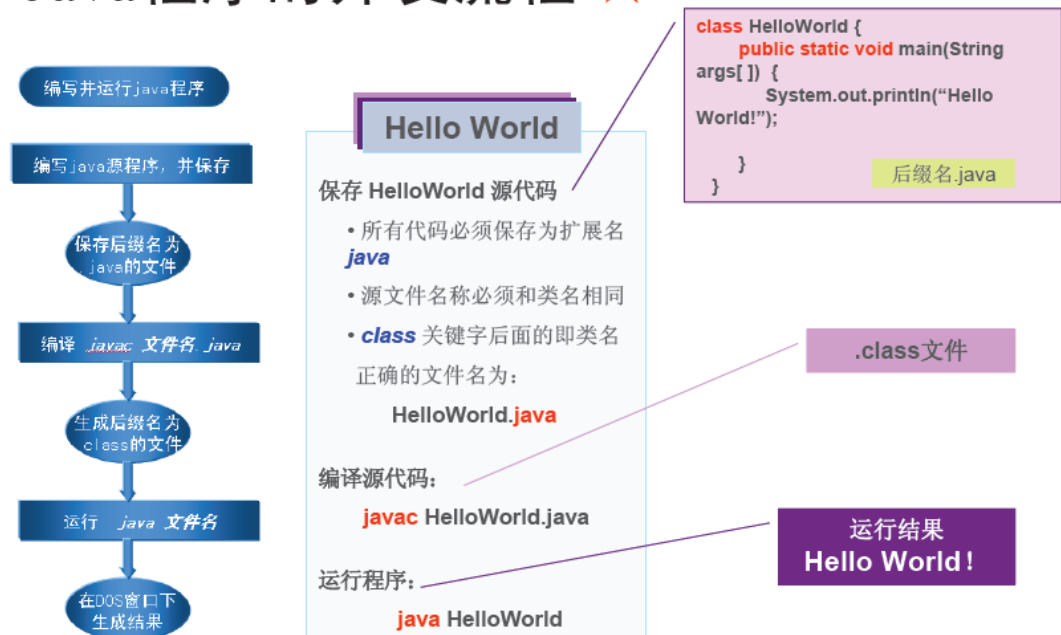 编写并运行java程序
编写java源程序，并保存
保存后缀名为
.java的文件
编译 javac 文件名.java
生成后缀名为
.class的文件
运行 java 文件名
在DOS窗口下
生成结果
Hello World
保存 HelloWorld 源代码
• 所有代码必须保存为扩展名
java
• 源文件名称必须和类名相同
• class 关键字后面的即类名
正确的文件名为：
HelloWorld.java
编译源代码：
javac HelloWorld.java
运行程序：
java HelloWorld
class HelloWorld {
public static void main(String
args[ ]) {
System.out.println(“Hello
World!”);
}
}
后缀名.java
.class文件
运行结果
Hello World！